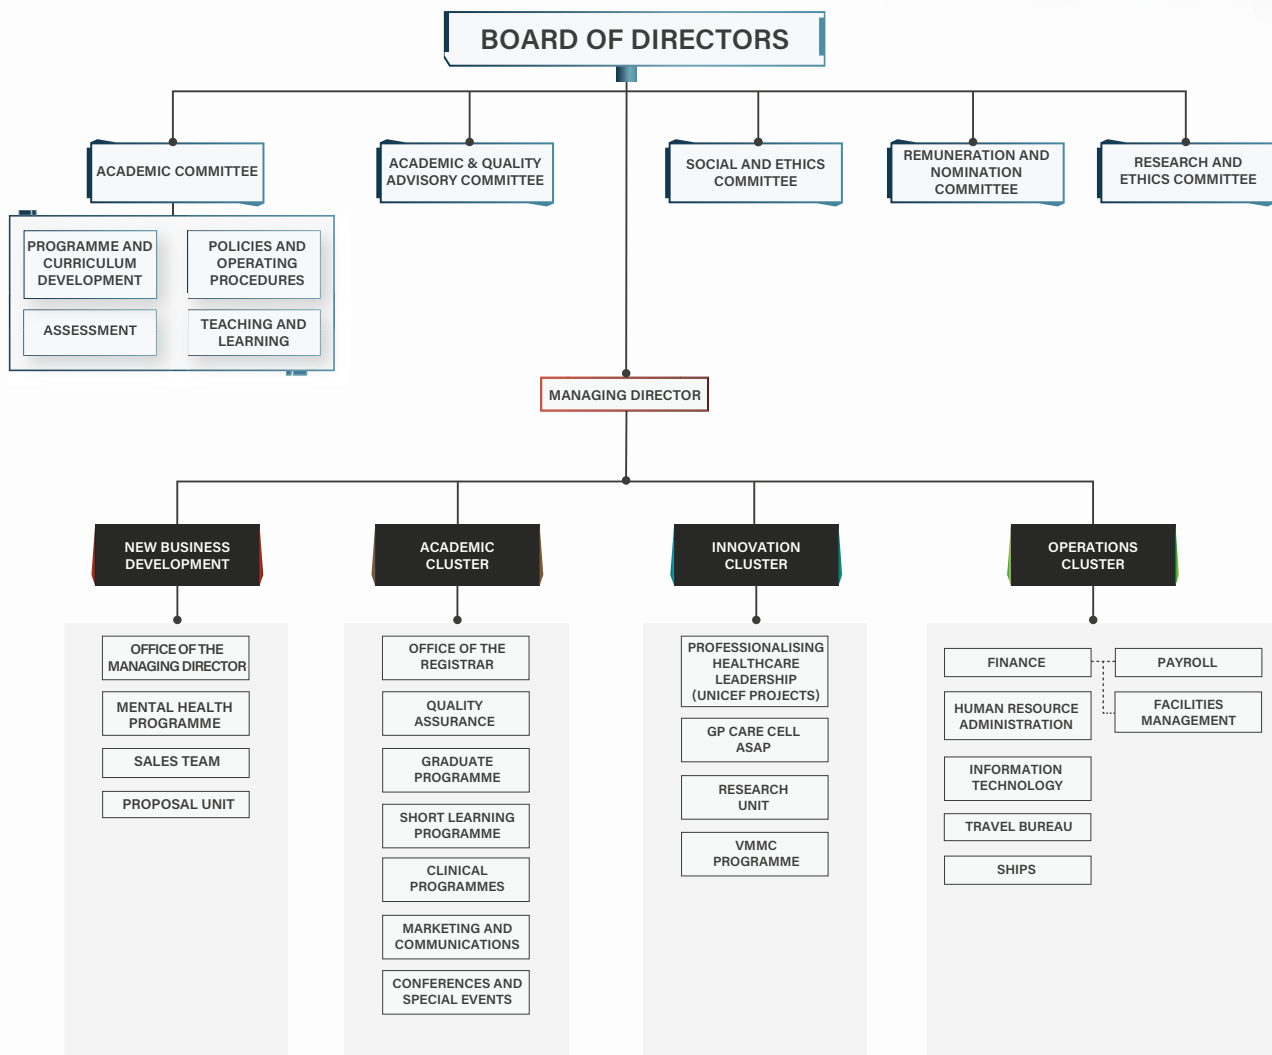 BOARD OF DIRECTORS
ACADEMIC COMMITTEE
ACADEMIC & QUALITY
ADVISORY COMMITTEE
SOCIAL AND ETHICS
COMMITTEE
REMUNERATION AND
NOMINATION
COMMITTEE
RESEARCH AND
ETHICS COMMITTEE
PROGRAMME AND
CURRICULUM
DEVELOPMENT
POLICIES AND
OPERATING
PROCEDURES
ASSESSMENT
TEACHING AND
LEARNING
MANAGING DIRECTOR
NEW BUSINESS
DEVELOPMENT
OFFICE OF THE
MANAGING DIRECTOR
MENTAL HEALTH
PROGRAMME
SALES TEAM
PROPOSAL UNIT
ACADEMIC
CLUSTER
OFFICE OF THE
REGISTRAR
QUALITY
ASSURANCE
GRADUATE
PROGRAMME
SHORT LEARNING
PROGRAMME
CLINICAL
PROGRAMMES
MARKETING AND
COMMUNICATIONS
CONFERENCES AND
SPECIAL EVENTS
INNOVATION
CLUSTER
PROFESSIONALISING
HEALTHCARE
LEADERSHIP
(UNICEF PROJECTS)
GP CARE CELL
ASAP
RESEARCH
UNIT
VMMC
PROGRAMME
OPERATIONS
CLUSTER
FINANCE
PAYROLL
HUMAN RESOURCE
ADMINISTRATION
FACILITIES
MANAGEMENT
INFORMATION
TECHNOLOGY
TRAVEL BUREAU
SHIPS